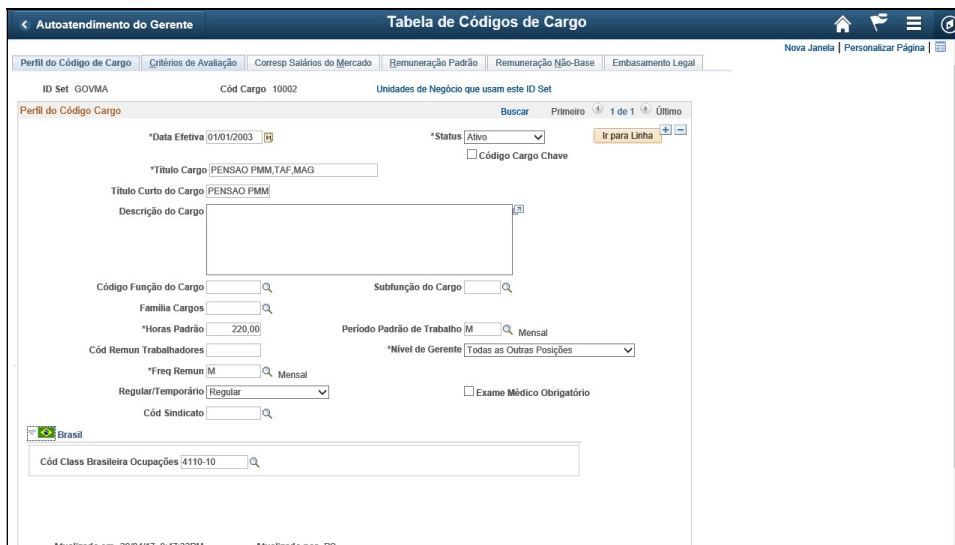 Autoatendimento do Gerente Tabela de Códigos de Cargo
Nova Janela | Personalizar Página |
Perfil do Código de Cargo Critérios de Avaliação Corresp Salários do Mercado Remuneração Padrão Remuneração Não-Base Embasamento Legal
ID Set GOVMA Cód Cargo 10002 Unidades de Negócio que usam este ID Set
Perfil do Código Cargo Buscar Primeiro 1 de 1 Último
*Data Efetiva 01/01/2003 *Status Ativo Ir para Linha
Código Cargo Chave
*Título Cargo PENSAO PMM,TAF,MAG
Título Curto do Cargo PENSAO PMM
Descrição do Cargo
Código Função do Cargo Subfunção do Cargo
Família Cargos
*Horas Padrão 220,00 Período Padrão de Trabalho M Mensal
Cód Remun Trabalhadores *Nível de Gerente Todas as Outras Posições
*Freq Remun M Mensal
Regular/Temporário Regular Exame Médico Obrigatório
Cód Sindicato
Brasil
Cód Class Brasileira Ocupações 4110-10